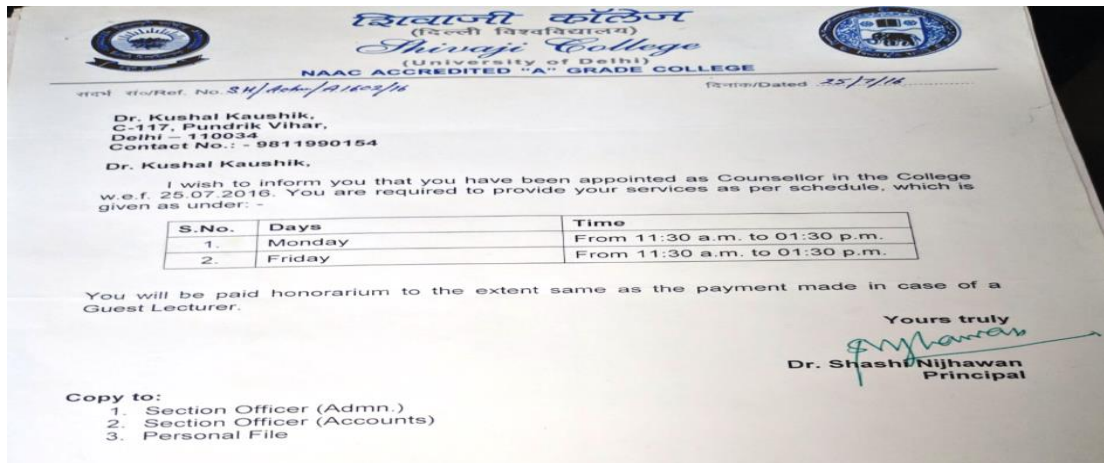 शिवाजी कॉलेज
(दिल्ली विश्वविद्यालय)
Shivaji College
(University of Delhi)
NAAC ACCREDITED "A" GRADE COLLEGE
संदर्भ सं०/Ref. No. SH/Admn/A1602/16 दिनांक/Dated 25/7/16
Dr. Kushal Kaushik,
C-117, Pundrik Vihar,
Delhi – 110034
Contact No.: - 9811990154
Dr. Kushal Kaushik,
I wish to inform you that you have been appointed as Counsellor in the College
w.e.f. 25.07.2016. You are required to provide your services as per schedule, which is
given as under: -
S.No. Days Time
1. Monday From 11:30 a.m. to 01:30 p.m.
2. Friday From 11:30 a.m. to 01:30 p.m.
You will be paid honorarium to the extent same as the payment made in case of a
Guest Lecturer.
Yours truly
Dr. Shashi Nijhawan
Principal
Copy to:
1. Section Officer (Admn.)
2. Section Officer (Accounts)
3. Personal File